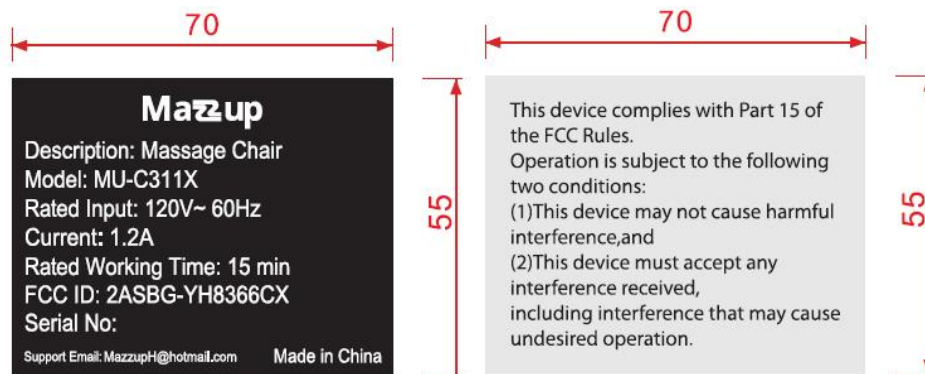 70
70
Mazzup
Description: Massage Chair
Model: MU-C311X
Rated Input: 120V~ 60Hz
Current: 1.2A
Rated Working Time: 15 min
FCC ID: 2ASBG-YH8366CX
Serial No:
Support Email: MazzupH@hotmail.com Made in China
55
This device complies with Part 15 of
the FCC Rules.
Operation is subject to the following
two conditions:
(1)This device may not cause harmful
interference,and
(2)This device must accept any
interference received,
including interference that may cause
undesired operation.
55